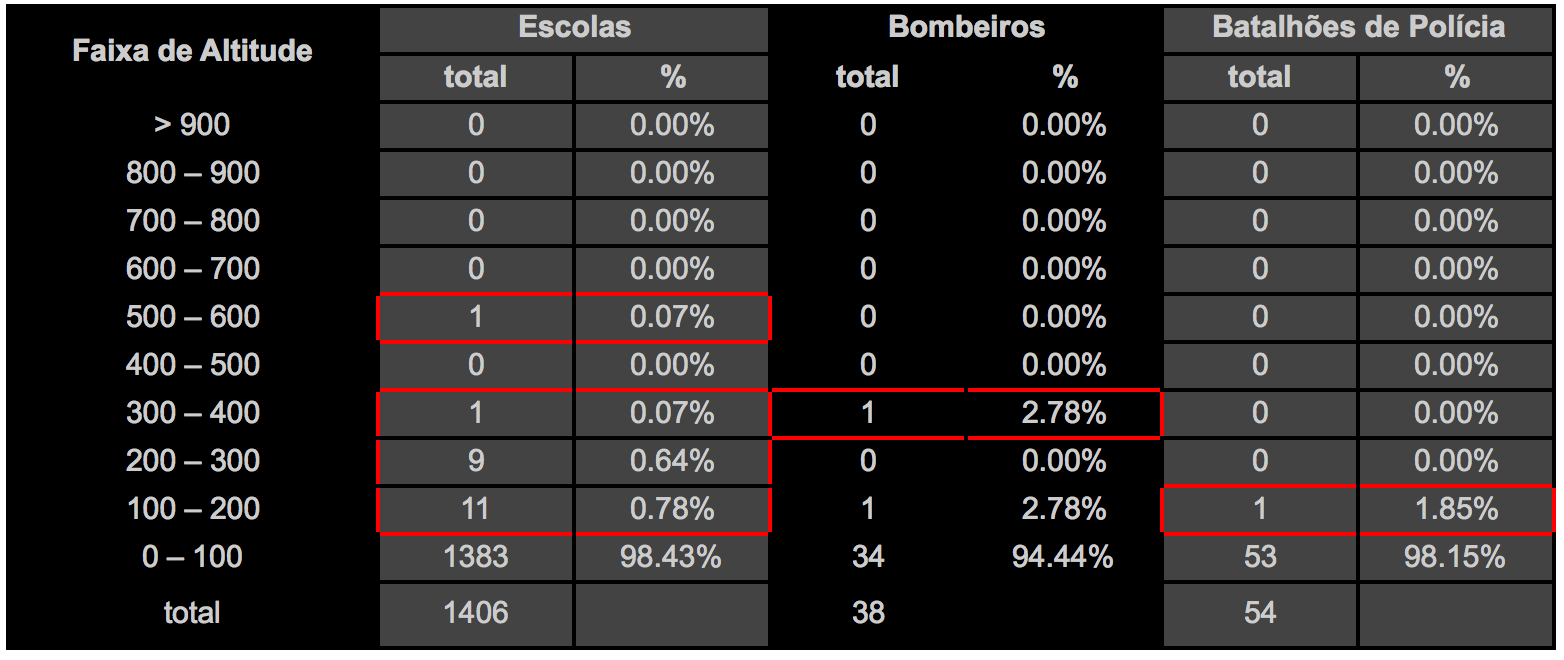 Faixa de Altitude Escolas Bombeiros Batalhões de Polícia
total % total % total %
> 900 0 0.00% 0 0.00% 0 0.00%
800 – 900 0 0.00% 0 0.00% 0 0.00%
700 – 800 0 0.00% 0 0.00% 0 0.00%
600 – 700 0 0.00% 0 0.00% 0 0.00%
500 – 600 1 0.07% 0 0.00% 0 0.00%
400 – 500 0 0.00% 0 0.00% 0 0.00%
300 – 400 1 0.07% 1 2.78% 0 0.00%
200 – 300 9 0.64% 0 0.00% 0 0.00%
100 – 200 11 0.78% 1 2.78% 1 1.85%
0 – 100 1383 98.43% 34 94.44% 53 98.15%
total 1406 38 54